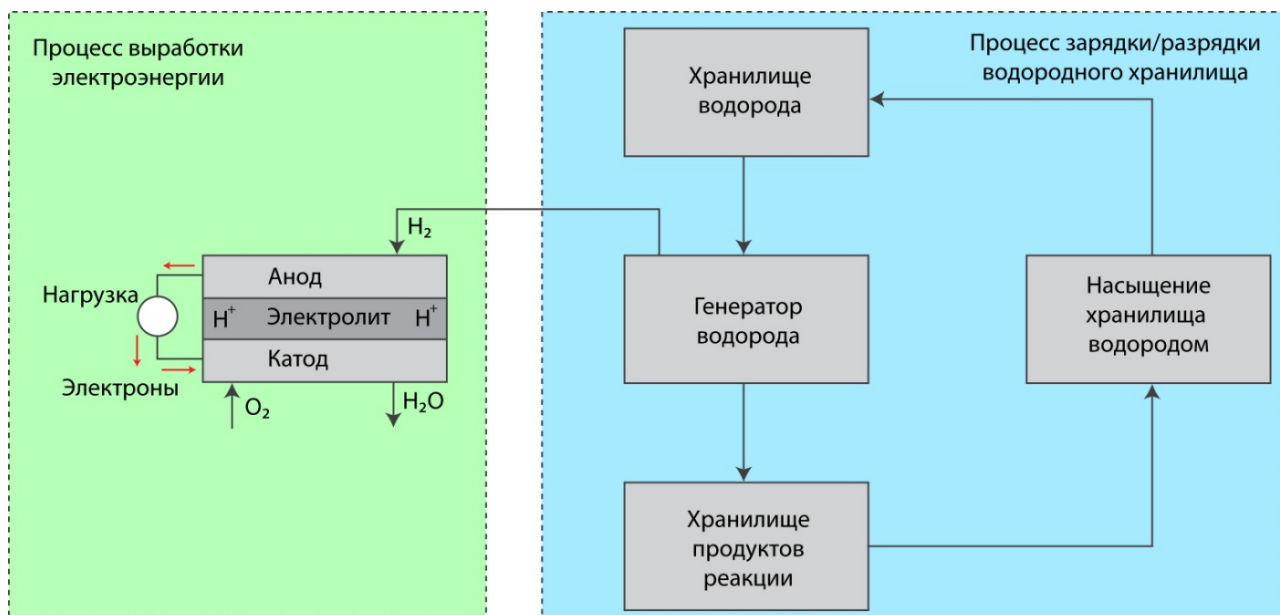 Процесс выработки
электроэнергии
H₂
Анод
Нагрузка
H⁺ Электролит H⁺
Катод
Электроны
O₂
H₂O
Процесс зарядки/разрядки
водородного хранилища
Хранилище
водорода
Генератор
водорода
Насыщение
хранилища
водородом
Хранилище
продуктов
реакции